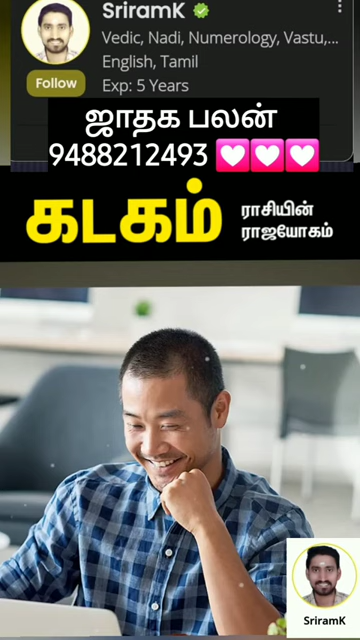 SriramK
Vedic, Nadi, Numerology, Vastu,...
English, Tamil
Follow
Exp: 5 Years
ஜாதக பலன்
9488212493 💟💟💟
கடகம்
ராசியின்
ராஜயோகம்
SriramK